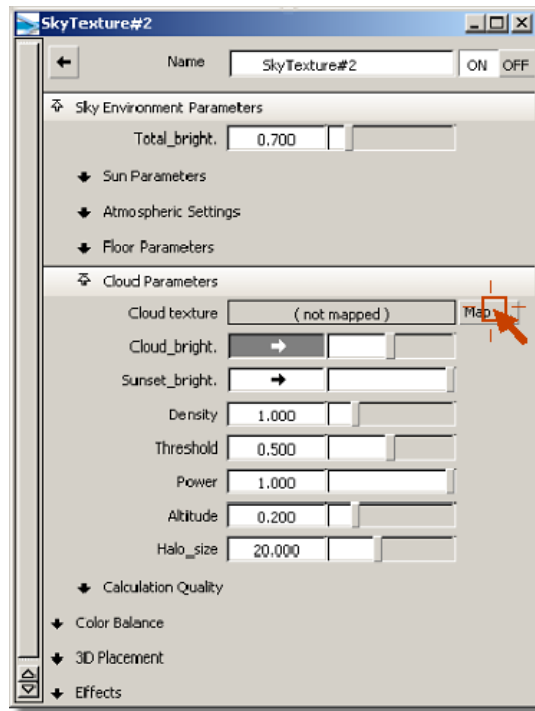 SkyTexture#2
Name SkyTexture#2 ON OFF
Sky Environment Parameters
Total_bright. 0.700
Sun Parameters
Atmospheric Settings
Floor Parameters
Cloud Parameters
Cloud texture ( not mapped ) Map
Cloud_bright.
Sunset_bright.
Density 1.000
Threshold 0.500
Power 1.000
Altitude 0.200
Halo_size 20.000
Calculation Quality
Color Balance
3D Placement
Effects